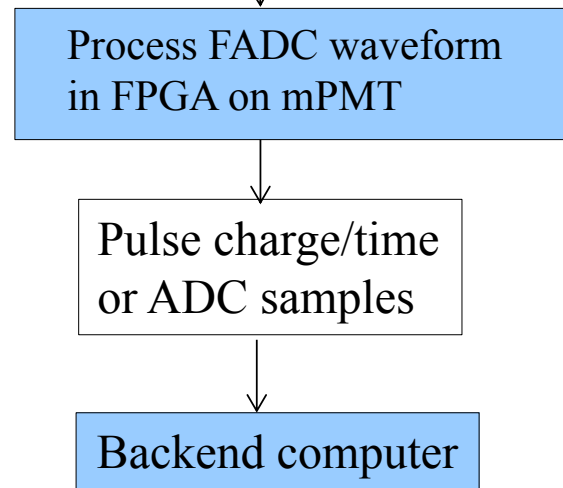 Process FADC waveform
in FPGA on mPMT
Pulse charge/time
or ADC samples
Backend computer